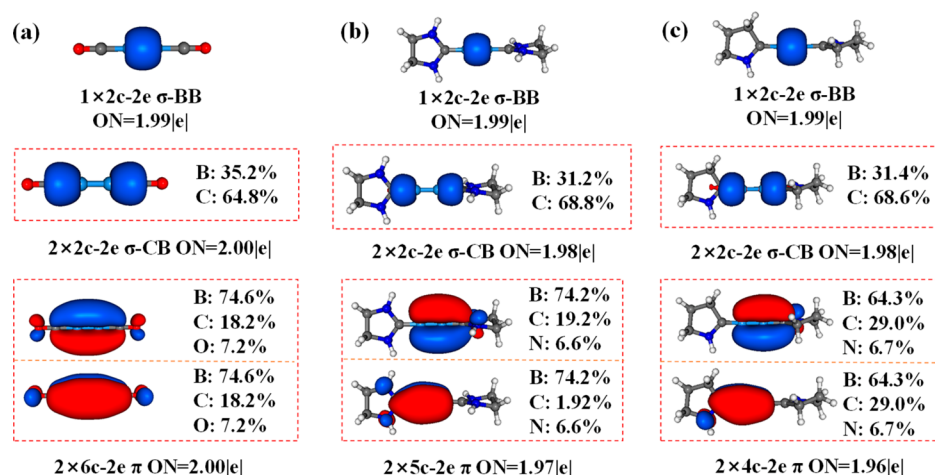 (a)
1×2c-2e σ-BB
ON=1.99|e|
B: 35.2%
C: 64.8%
2×2c-2e σ-CB ON=2.00|e|
B: 74.6%
C: 18.2%
O: 7.2%
B: 74.6%
C: 18.2%
O: 7.2%
2×6c-2e π ON=2.00|e|
(b)
1×2c-2e σ-BB
ON=1.99|e|
B: 31.2%
C: 68.8%
2×2c-2e σ-CB ON=1.98|e|
B: 74.2%
C: 19.2%
N: 6.6%
B: 74.2%
C: 1.92%
N: 6.6%
2×5c-2e π ON=1.97|e|
(c)
1×2c-2e σ-BB
ON=1.99|e|
B: 31.4%
C: 68.6%
2×2c-2e σ-CB ON=1.98|e|
B: 64.3%
C: 29.0%
N: 6.7%
B: 64.3%
C: 29.0%
N: 6.7%
2×4c-2e π ON=1.96|e|